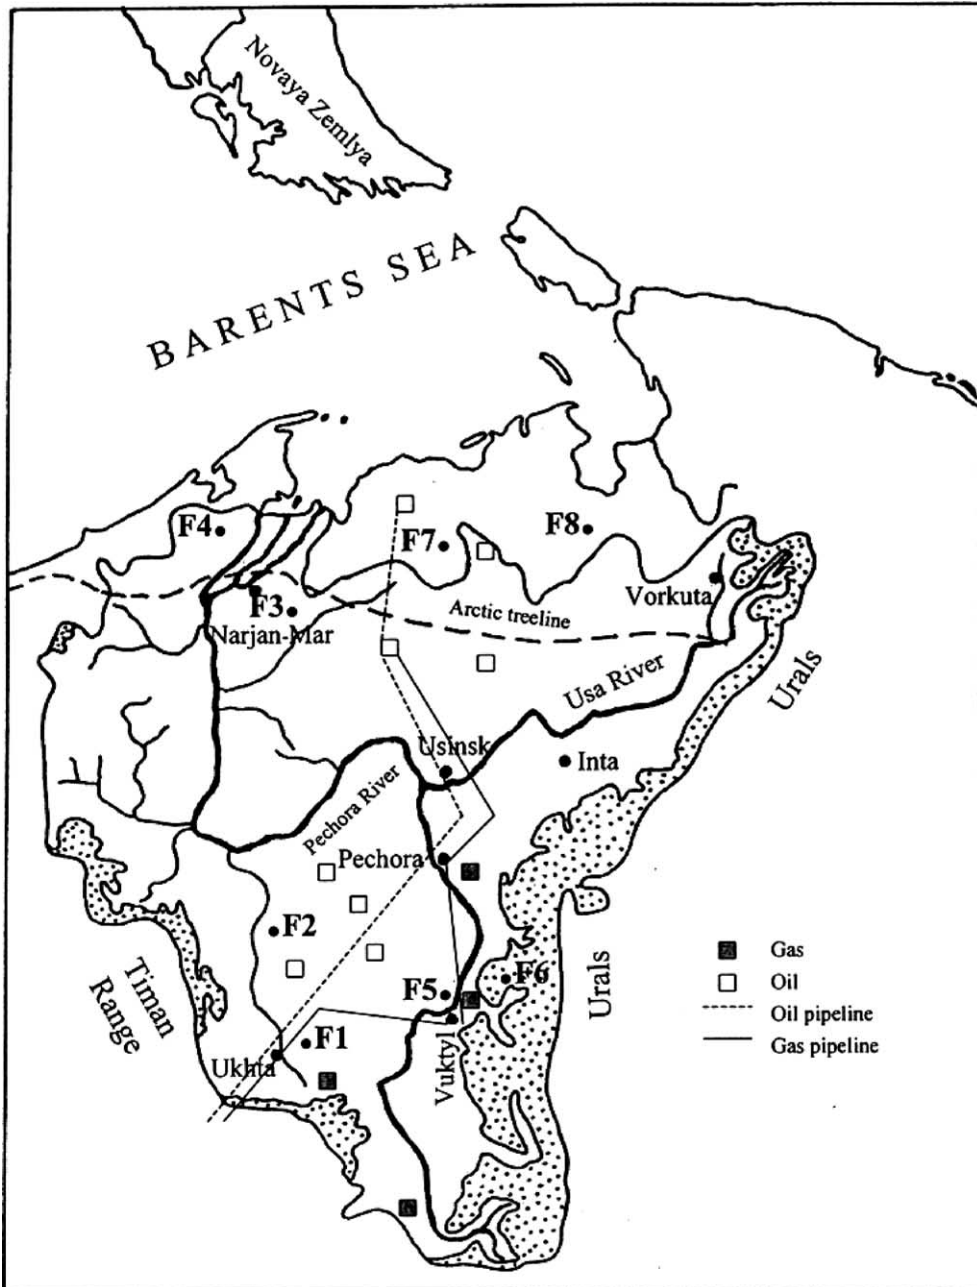 Novaya Zemlya
BARENTS SEA
F4
F7
F8
F3
Narjan-Mar
Arctic treeline
Vorkuta
Usa River
Urals
Usinsk
Inta
Pechora River
Pechora
F2
Timan
Range
F5
F6
Urals
F1
Ukhta
Vuktyl
Gas
Oil
Oil pipeline
Gas pipeline